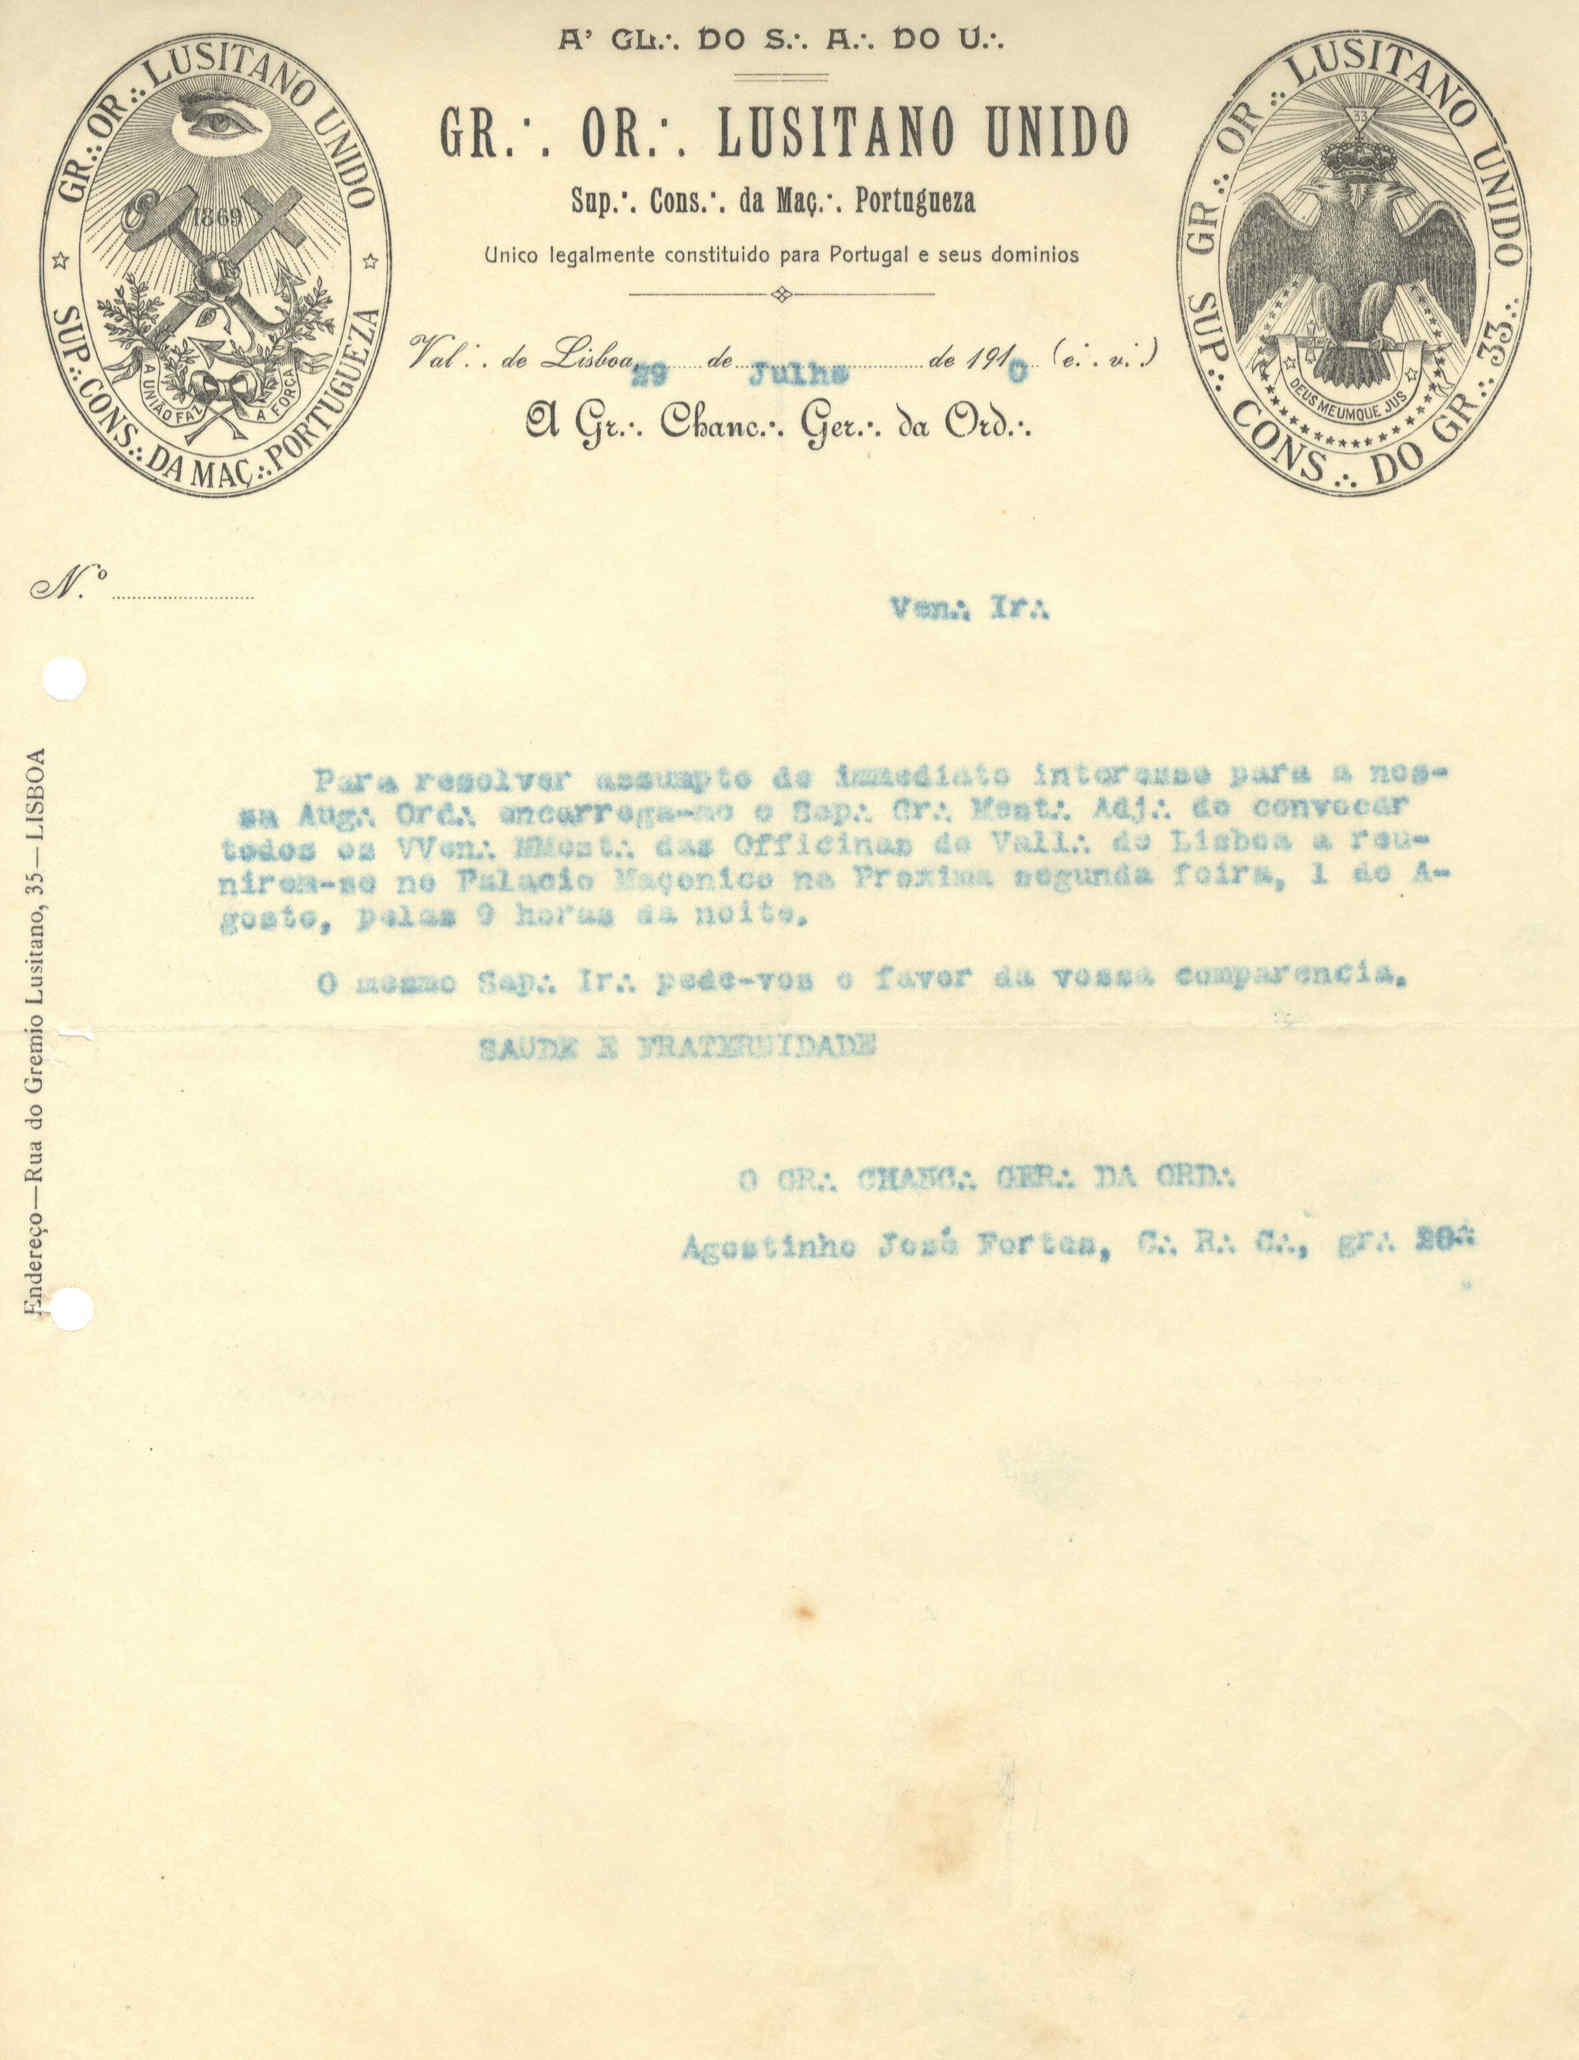 A' GL∴ DO S∴ A∴ DO U∴
GR∴ OR∴ LUSITANO UNIDO
Sup∴ Cons∴ da Maç∴ Portugueza
Unico legalmente constituido para Portugal e seus dominios
Val∴ de Lisboa, 29 de Julho de 1910 (e∴ v∴)
A Gr∴ Chanc∴ Ger∴ da Ord∴
GR∴ OR∴ LUSITANO UNIDO
SUP∴ CONS∴ DA MAÇ∴ PORTUGUEZA
1869
A UNIÃO FAZ A FORÇA
GR∴ OR∴ LUSITANO UNIDO
SUP∴ CONS∴ DO GR∴ 33∴
33
DEUS MEUMQUE JUS
N.º
Ven∴ Ir∴
Para resolver assumpto de immediato interesse para a nos-
sa Aug∴ Ord∴ encarrega-me o Sap∴ Gr∴ Mest∴ Adj∴ de convocar
todos os VVen∴ MMest∴ das Officinas do Vall∴ de Lisboa a reu-
nirem-se no Palacio Maçonico na Proxima segunda feira, 1 de A-
gosto, pelas 9 horas da noite.
O mesmo Sap∴ Ir∴ pede-vos o favor da vossa comparencia.
SAUDE E FRATERNIDADE
O GR∴ CHANC∴ GER∴ DA ORD∴
Agostinho José Fortes, C∴ R∴ C∴, gr∴
Endereço—Rua do Gremio Lusitano, 35—LISBOA